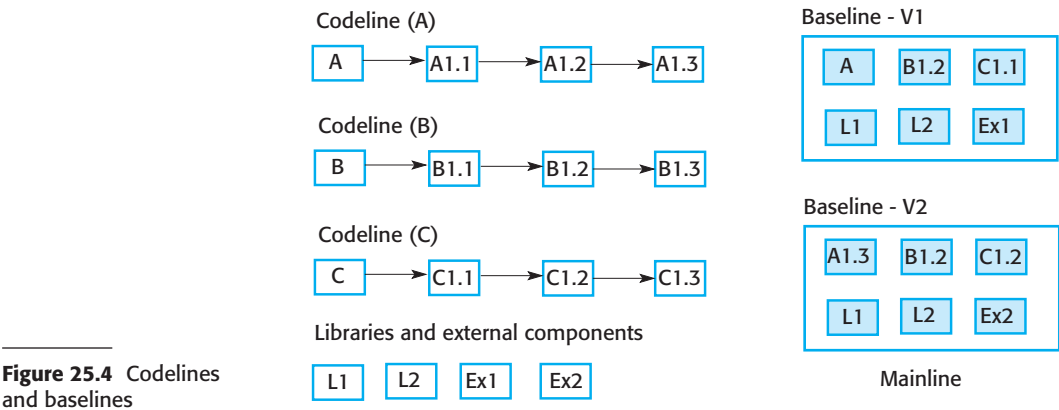 Codeline (A)
A A1.1 A1.2 A1.3
Codeline (B)
B B1.1 B1.2 B1.3
Codeline (C)
C C1.1 C1.2 C1.3
Libraries and external components
L1 L2 Ex1 Ex2
Baseline - V1
A B1.2 C1.1
L1 L2 Ex1
Baseline - V2
A1.3 B1.2 C1.2
L1 L2 Ex2
Mainline
Figure 25.4 Codelines
and baselines